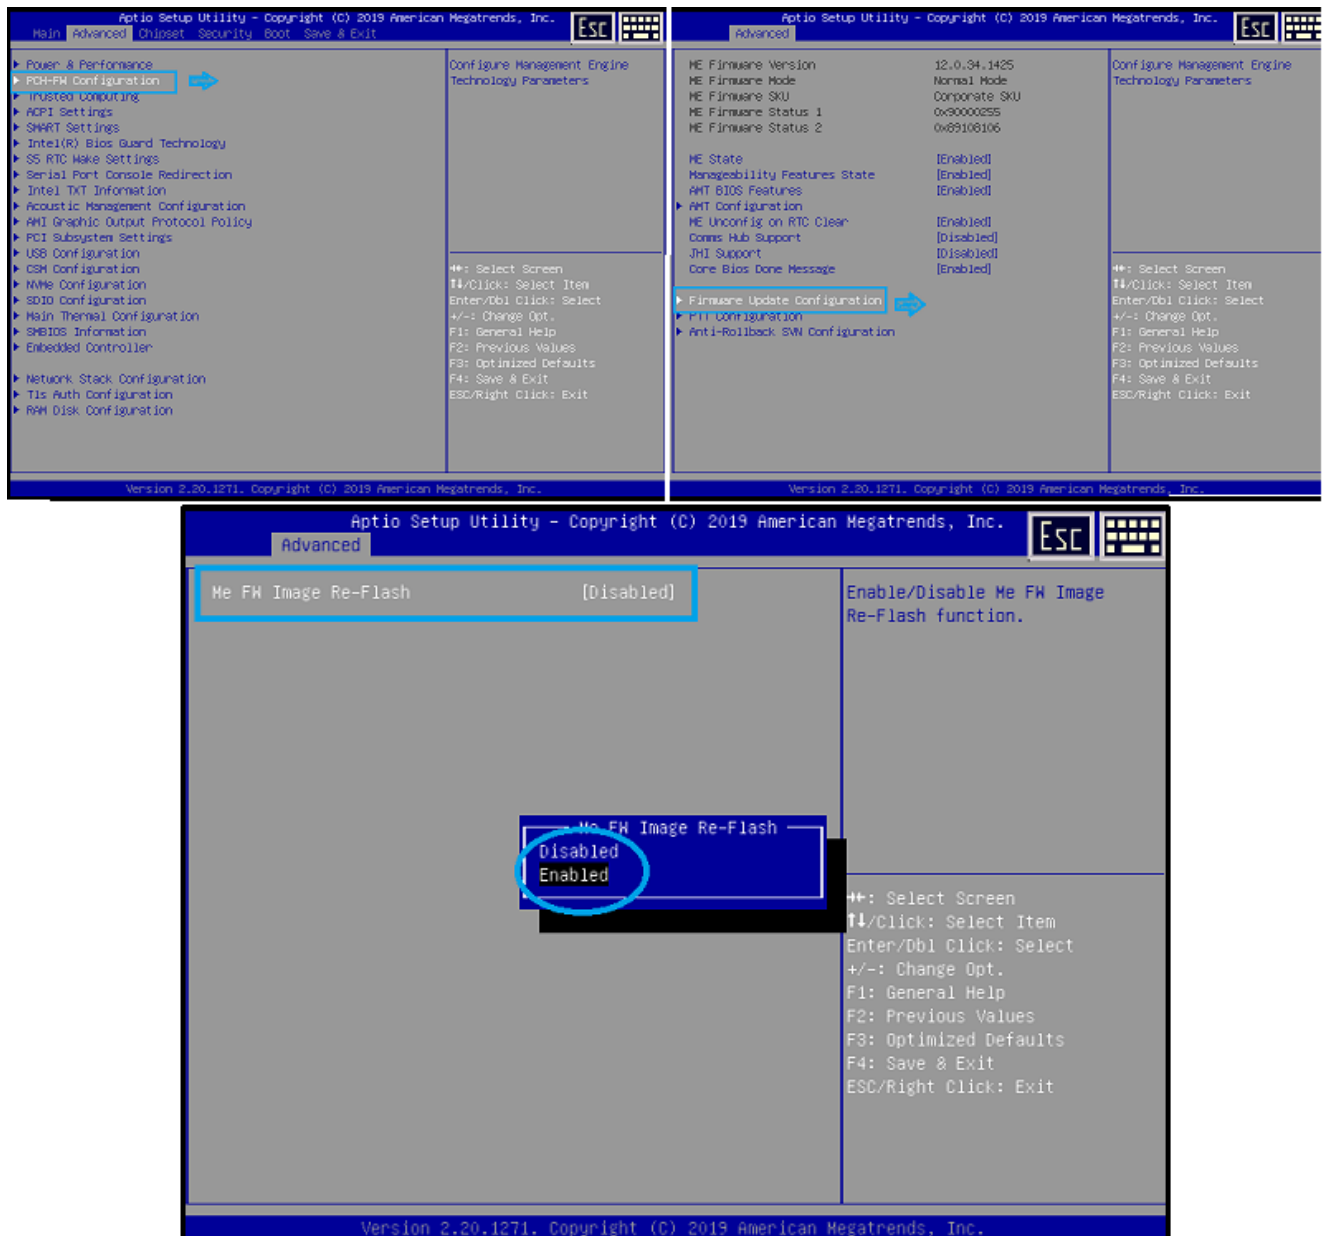 Aptio Setup Utility - Copyright (C) 2019 American Megatrends, Inc.
Esc
Main Advanced Chipset Security Boot Save & Exit
Power & Performance
PCH-FW Configuration
Trusted Computing
ACPI Settings
SMART Settings
Intel(R) Bios Guard Technology
S5 RTC Wake Settings
Serial Port Console Redirection
Intel TXT Information
Acoustic Management Configuration
AMI Graphic Output Protocol Policy
PCI Subsystem Settings
USB Configuration
CSM Configuration
NVMe Configuration
SDIO Configuration
Main Thermal Configuration
SMBIOS Information
Embedded Controller
Network Stack Configuration
Tls Auth Configuration
RAM Disk Configuration
Configure Management Engine
Technology Parameters
: Select Screen
/Click: Select Item
Enter/Dbl Click: Select
+/-: Change Opt.
F1: General Help
F2: Previous Values
F3: Optimized Defaults
F4: Save & Exit
ESC/Right Click: Exit
Version 2.20.1271. Copyright (C) 2019 American Megatrends, Inc.
Aptio Setup Utility - Copyright (C) 2019 American Megatrends, Inc.
Esc
Advanced
ME Firmware Version 12.0.34.1425
ME Firmware Mode Normal Mode
ME Firmware SKU Corporate SKU
ME Firmware Status 1 0x90000255
ME Firmware Status 2 0x89108106
ME State [Enabled]
Manageability Features State [Enabled]
AMT BIOS Features [Enabled]
AMT Configuration
ME Unconfig on RTC Clear [Enabled]
Comms Hub Support [Disabled]
JHI Support [Disabled]
Core Bios Done Message [Enabled]
Firmware Update Configuration
PTT Configuration
Anti-Rollback SVN Configuration
Configure Management Engine
Technology Parameters
: Select Screen
/Click: Select Item
Enter/Dbl Click: Select
+/-: Change Opt.
F1: General Help
F2: Previous Values
F3: Optimized Defaults
F4: Save & Exit
ESC/Right Click: Exit
Version 2.20.1271. Copyright (C) 2019 American Megatrends, Inc.
Aptio Setup Utility - Copyright (C) 2019 American Megatrends, Inc.
Esc
Advanced
Me FW Image Re-Flash [Disabled]
Enable/Disable Me FW Image
Re-Flash function.
Me FW Image Re-Flash
Disabled
Enabled
: Select Screen
/Click: Select Item
Enter/Dbl Click: Select
+/-: Change Opt.
F1: General Help
F2: Previous Values
F3: Optimized Defaults
F4: Save & Exit
ESC/Right Click: Exit
Version 2.20.1271. Copyright (C) 2019 American Megatrends, Inc.